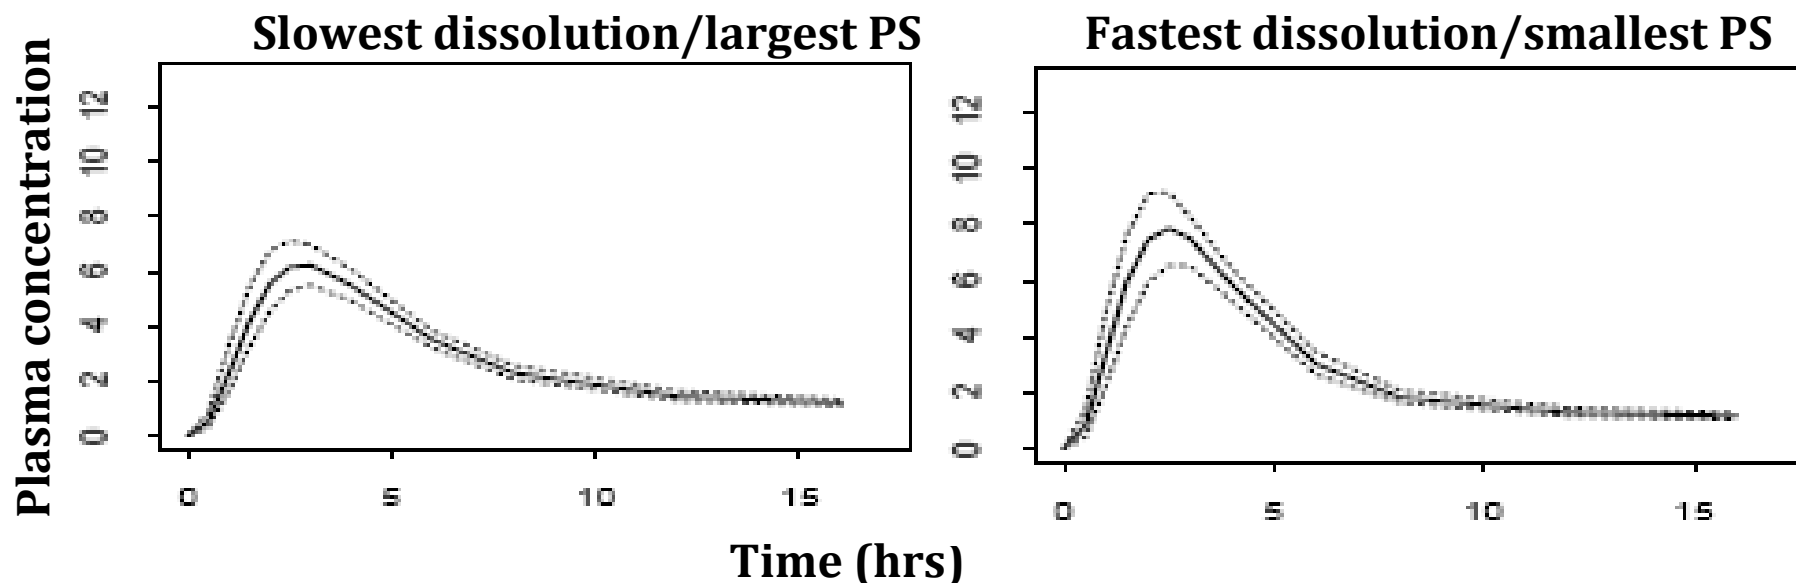 Slowest dissolution/largest PS
Fastest dissolution/smallest PS
Plasma concentration
12
10
8
6
4
2
0
0 5 10 15
12
10
8
6
4
2
0
0 5 10 15
Time (hrs)